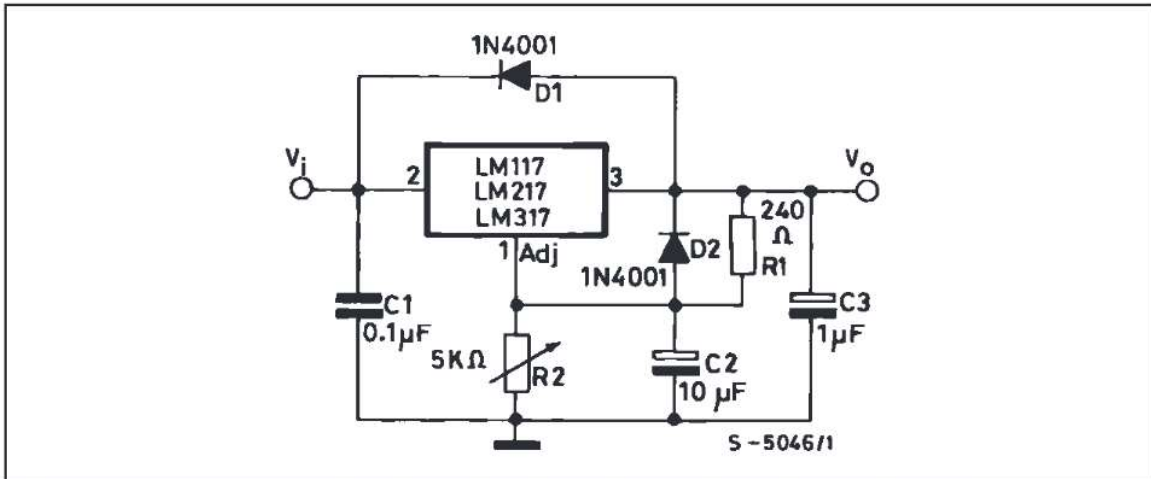 1N4001
D1
Vi
2
LM117
LM217
LM317
3
Vo
1
Adj
D2
1N4001
240
Ω
R1
C1
0.1µF
5KΩ
R2
C2
10 µF
C3
1µF
S-5046/1